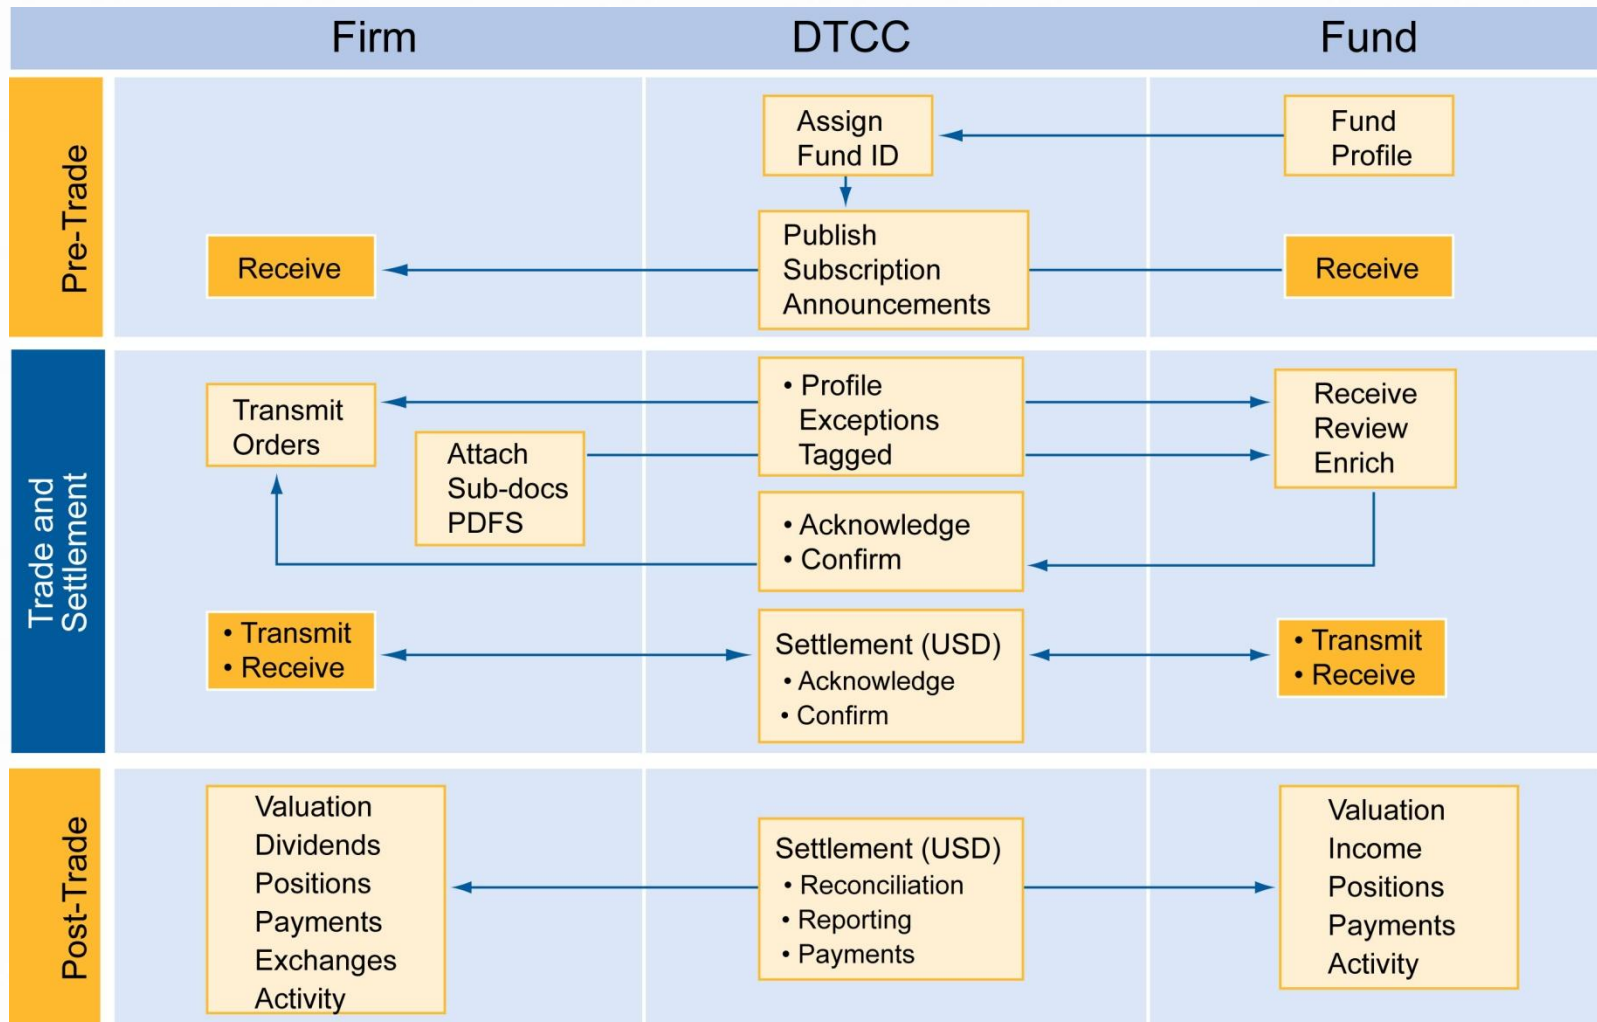 Firm
DTCC
Fund
Pre-Trade
Assign
Fund ID
Fund
Profile
Receive
Publish
Subscription
Announcements
Receive
Trade and
Settlement
Transmit
Orders
Attach
Sub-docs
PDFS
• Profile
Exceptions
Tagged
Receive
Review
Enrich
• Acknowledge
• Confirm
• Transmit
• Receive
Settlement (USD)
• Acknowledge
• Confirm
• Transmit
• Receive
Post-Trade
Valuation
Dividends
Positions
Payments
Exchanges
Activity
Settlement (USD)
• Reconciliation
• Reporting
• Payments
Valuation
Income
Positions
Payments
Activity